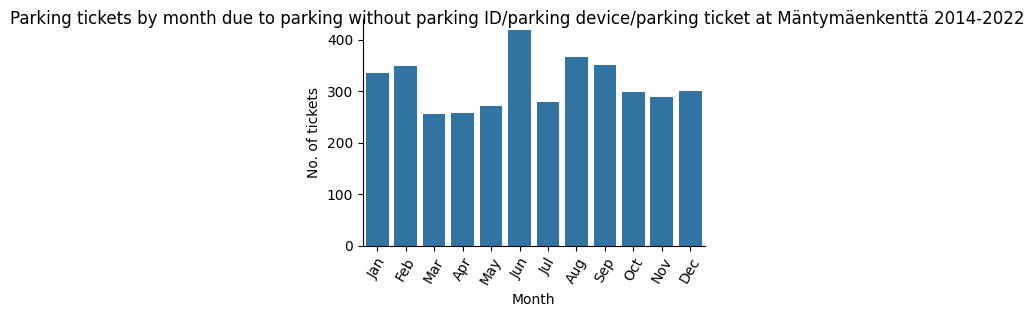 Parking tickets by month due to parking without parking ID/parking device/parking ticket at Mäntymäenkenttä 2014-2022
400
300
200
100
0
No. of tickets
Jan
Feb
Mar
Apr
May
Jun
Jul
Aug
Sep
Oct
Nov
Dec
Month